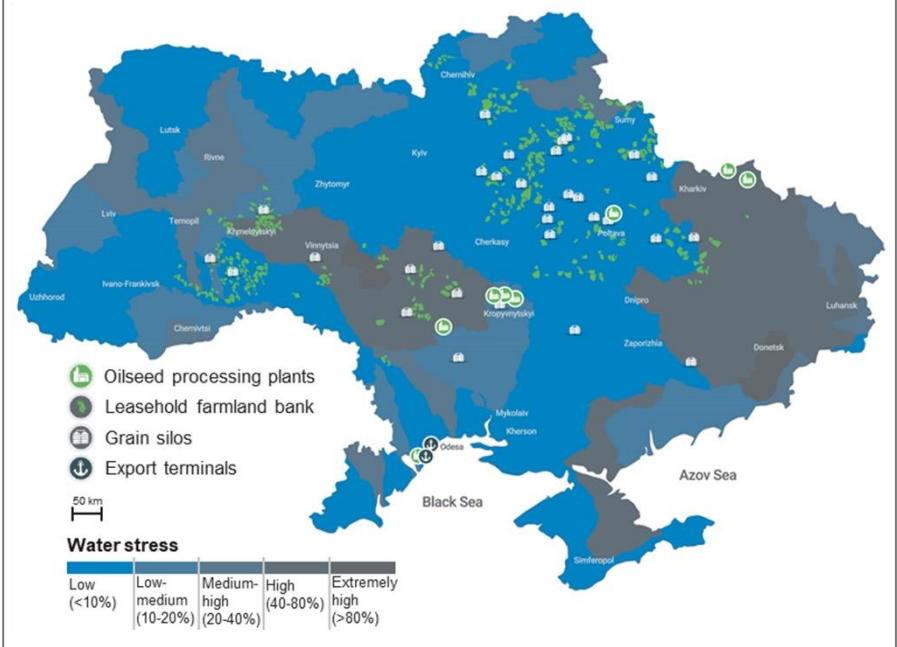 Chernihiv
Sumy
Lutsk
Rivne
Kyiv
Zhytomyr
Kharkiv
Lviv
Ternopil
Khmelnytskyi
Poltava
Vinnytsia
Cherkasy
Ivano-Frankivsk
Uzhhorod
Dnipro
Luhansk
Kropyvnytskyi
Chernivtsi
Zaporizhia
Donetsk
Oilseed processing plants
Leasehold farmland bank
Mykolaiv
Kherson
Grain silos
Odesa
Export terminals
Azov Sea
50 km
Black Sea
Water stress
Simferopol
Low
(<10%)
Low-
medium
(10-20%)
Medium-
high
(20-40%)
High
(40-80%)
Extremely
high
(>80%)